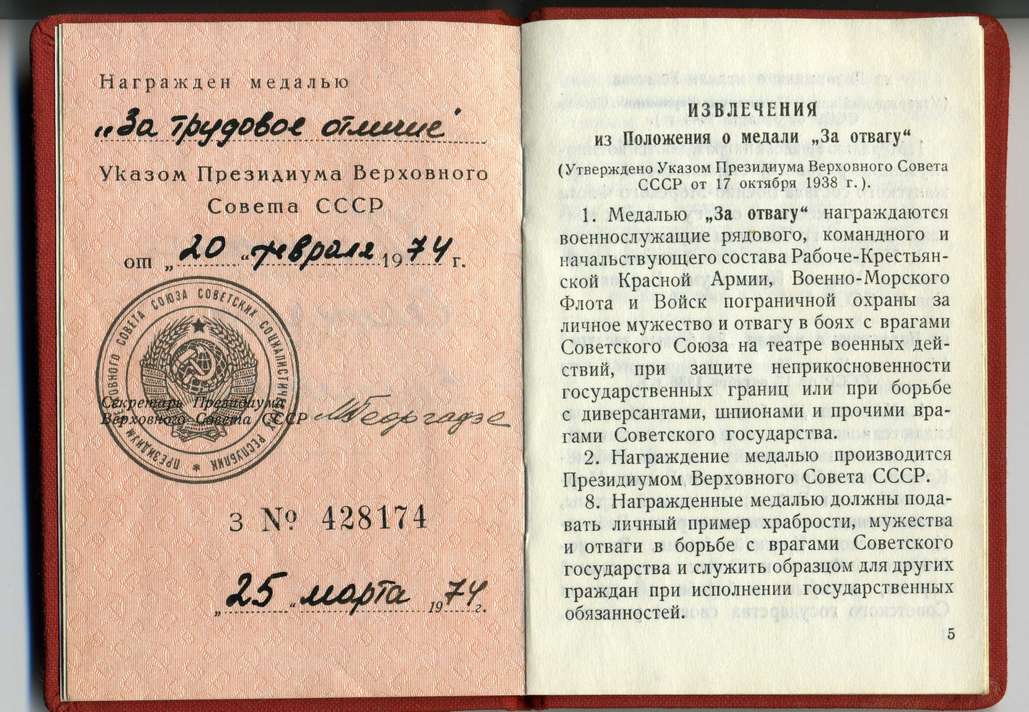 Награжден медалью
„За трудовое отличие“
Указом Президиума Верховного
Совета СССР
от „20“ февраля 1974 г.
ПРЕЗИДИУМ ВЕРХОВНОГО СОВЕТА СОЮЗА СОВЕТСКИХ СОЦИАЛИСТИЧЕСКИХ РЕСПУБЛИК
Секретарь Президиума
Верховного Совета СССР МГеоргадзе
З № 428174
„25“ марта 1974 г.
ИЗВЛЕЧЕНИЯ
из Положения о медали „За отвагу“
(Утверждено Указом Президиума Верховного Совета
СССР от 17 октября 1938 г.).
1. Медалью „За отвагу“ награждаются
военнослужащие рядового, командного и
начальствующего состава Рабоче-Крестьян-
ской Красной Армии, Военно-Морского
Флота и Войск пограничной охраны за
личное мужество и отвагу в боях с врагами
Советского Союза на театре военных дей-
ствий, при защите неприкосновенности
государственных границ или при борьбе
с диверсантами, шпионами и прочими вра-
гами Советского государства.
2. Награждение медалью производится
Президиумом Верховного Совета СССР.
8. Награжденные медалью должны пода-
вать личный пример храбрости, мужества
и отваги в борьбе с врагами Советского
государства и служить образцом для других
граждан при исполнении государственных
обязанностей.
5